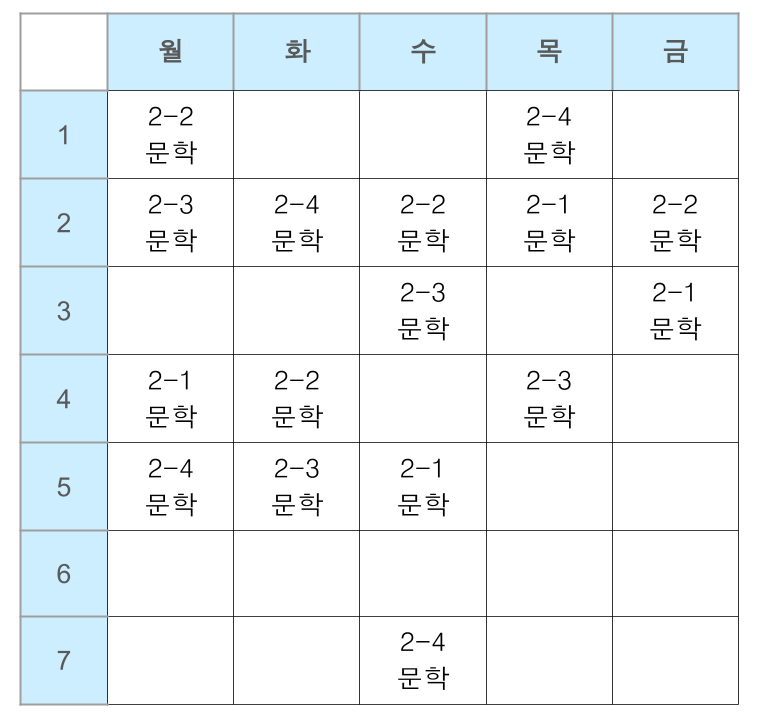 월 화 수 목 금
1 2-2 2-4
문학 문학
2 2-3 2-4 2-2 2-1 2-2
문학 문학 문학 문학 문학
3 2-3 2-1
문학 문학
4 2-1 2-2 2-3
문학 문학 문학
5 2-4 2-3 2-1
문학 문학 문학
6
7 2-4
문학